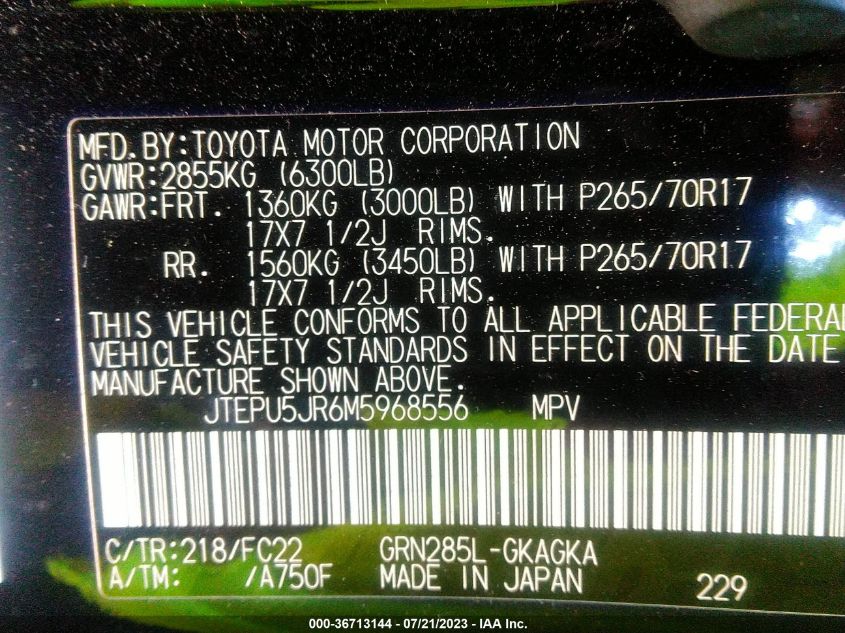 MFD.BY:TOYOTA MOTOR CORPORATION
GVWR:2855KG (6300LB)
GAWR:FRT. 1360KG (3000LB) WITH P265/70R17
17X7 1/2J RIMS.
RR. 1560KG (3450LB) WITH P265/70R17
17X7 1/2J RIMS.
THIS VEHICLE CONFORMS TO ALL APPLICABLE FEDERAL
VEHICLE SAFETY STANDARDS IN EFFECT ON THE DATE
MANUFACTURE SHOWN ABOVE.
JTEPU5JR6M5968556 MPV
C/TR:218/FC22 GRN285L-GKAGKA
A/TM: /A750F MADE IN JAPAN 229
000-36713144 - 07/21/2023 - IAA Inc.